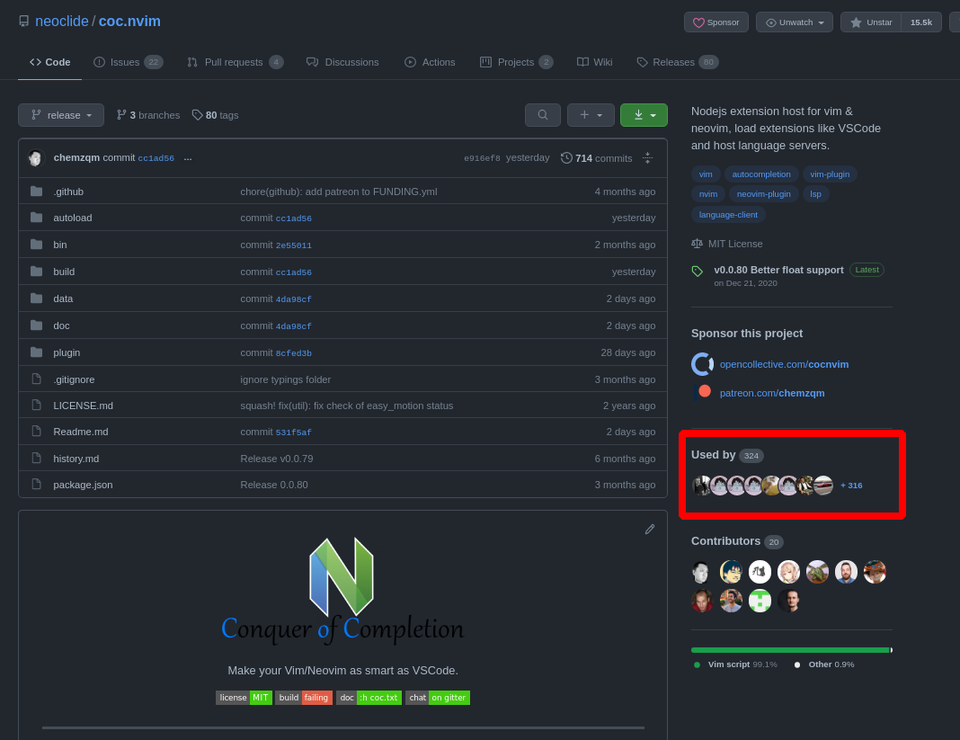 neoclide / coc.nvim
Sponsor Unwatch Unstar 15.5k
Code Issues 22 Pull requests 4 Discussions Actions Projects 2 Wiki Releases 80
release 3 branches 80 tags
chemzqm commit cc1ad56 ... e916ef8 yesterday 714 commits
.github chore(github): add patreon to FUNDING.yml 4 months ago
autoload commit cc1ad56 yesterday
bin commit 2e55011 2 months ago
build commit cc1ad56 yesterday
data commit 4da98cf 2 days ago
doc commit 4da98cf 2 days ago
plugin commit 8cfed3b 28 days ago
.gitignore ignore typings folder 3 months ago
LICENSE.md squash! fix(util): fix check of easy_motion status 2 years ago
Readme.md commit 531f5af 2 days ago
history.md Release v0.0.79 6 months ago
package.json Release 0.0.80 3 months ago
Conquer of Completion
Make your Vim/Neovim as smart as VSCode.
license MIT build failing doc :h coc.txt chat on gitter
Nodejs extension host for vim &
neovim, load extensions like VSCode
and host language servers.
vim autocompletion vim-plugin
nvim neovim-plugin lsp
language-client
MIT License
v0.0.80 Better float support Latest
on Dec 21, 2020
Sponsor this project
opencollective.com/cocnvim
patreon.com/chemzqm
Used by 324
+ 316
Contributors 20
Vim script 99.1% Other 0.9%